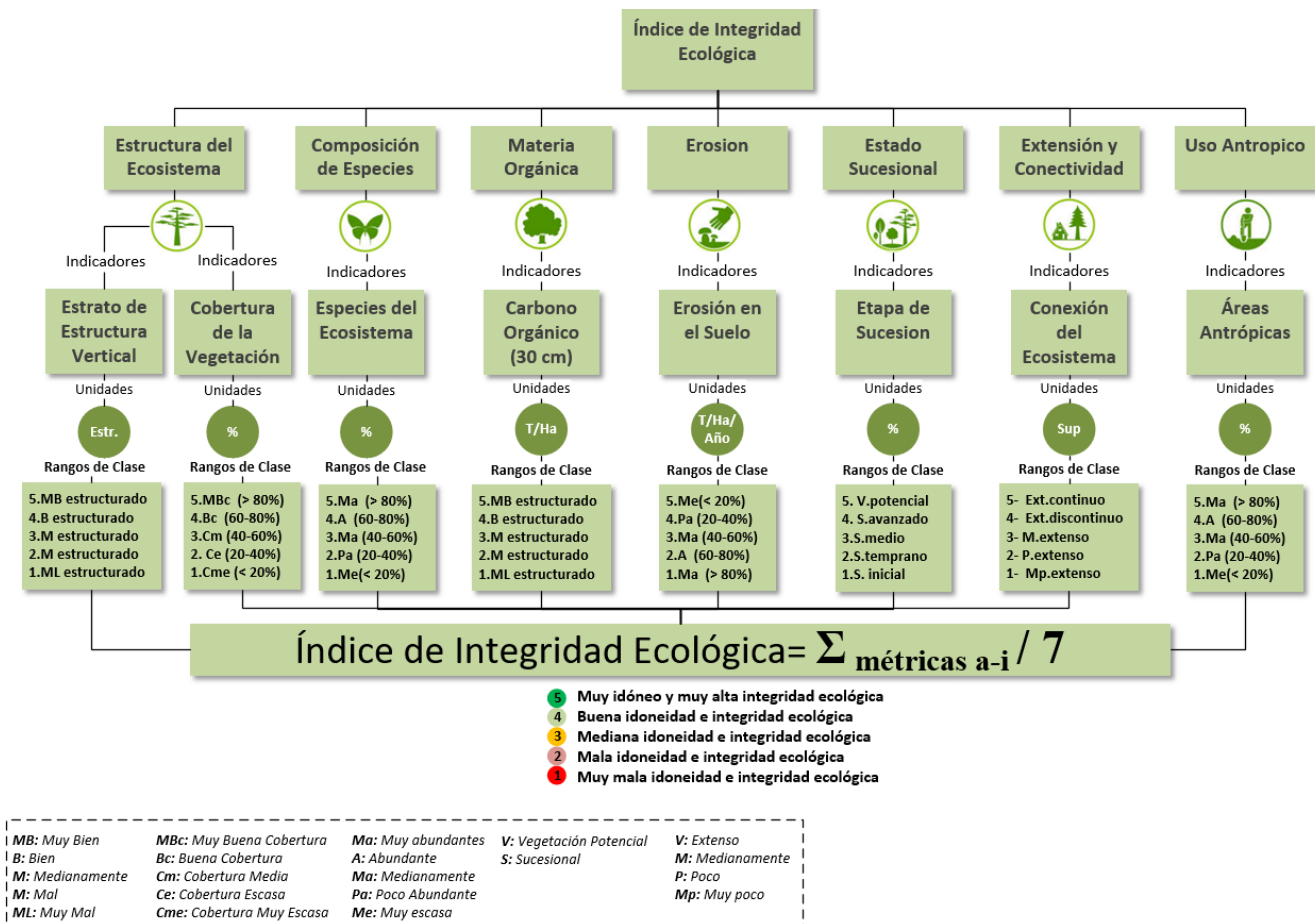 Índice de Integridad
Ecológica
Estructura del
Ecosistema
Composición
de Especies
Materia
Orgánica
Erosion
Estado
Sucesional
Extensión y
Conectividad
Uso Antropico
Indicadores
Indicadores
Indicadores
Indicadores
Indicadores
Indicadores
Indicadores
Indicadores
Estrato de
Estructura
Vertical
Cobertura
de la
Vegetación
Especies del
Ecosistema
Carbono
Orgánico
(30 cm)
Erosión en
el Suelo
Etapa de
Sucesion
Conexión
del
Ecosistema
Áreas
Antrópicas
Unidades
Unidades
Unidades
Unidades
Unidades
Unidades
Unidades
Unidades
Estr.
%
%
T/Ha
T/Ha/
Año
%
Sup
%
Rangos de Clase
Rangos de Clase
Rangos de Clase
Rangos de Clase
Rangos de Clase
Rangos de Clase
Rangos de Clase
Rangos de Clase
5.MB estructurado
4.B estructurado
3.M estructurado
2.M estructurado
1.ML estructurado
5.MBc (> 80%)
4.Bc (60-80%)
3.Cm (40-60%)
2. Ce (20-40%)
1.Cme (< 20%)
5.Ma (> 80%)
4.A (60-80%)
3.Ma (40-60%)
2.Pa (20-40%)
1.Me(< 20%)
5.MB estructurado
4.B estructurado
3.M estructurado
2.M estructurado
1.ML estructurado
5.Me(< 20%)
4.Pa (20-40%)
3.Ma (40-60%)
2.A (60-80%)
1.Ma (> 80%)
5. V.potencial
4. S.avanzado
3.S.medio
2.S.temprano
1.S. inicial
5- Ext.continuo
4- Ext.discontinuo
3- M.extenso
2- P.extenso
1- Mp.extenso
5.Ma (> 80%)
4.A (60-80%)
3.Ma (40-60%)
2.Pa (20-40%)
1.Me(< 20%)
Índice de Integridad Ecológica= Σ métricas a-i / 7
5 Muy idóneo y muy alta integridad ecológica
4 Buena idoneidad e integridad ecológica
3 Mediana idoneidad e integridad ecológica
2 Mala idoneidad e integridad ecológica
1 Muy mala idoneidad e integridad ecológica
MB: Muy Bien
B: Bien
M: Medianamente
M: Mal
ML: Muy Mal
MBc: Muy Buena Cobertura
Bc: Buena Cobertura
Cm: Cobertura Media
Ce: Cobertura Escasa
Cme: Cobertura Muy Escasa
Ma: Muy abundantes
A: Abundante
Ma: Medianamente
Pa: Poco Abundante
Me: Muy escasa
V: Vegetación Potencial
S: Sucesional
V: Extenso
M: Medianamente
P: Poco
Mp: Muy poco